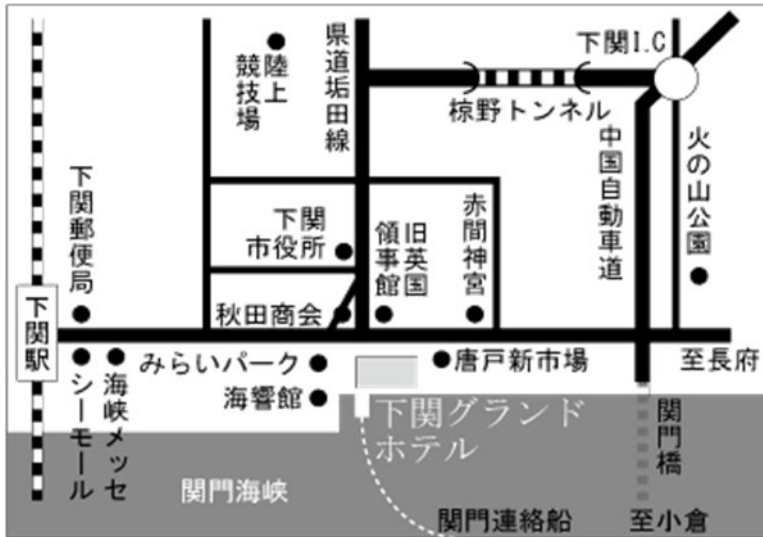 陸上
競技場
県道垢田線
下関I.C
椋野トンネル
中国自動車道
火の山公園
下関郵便局
下関
市役所
旧英国
領事館
赤間神宮
秋田商会
下関駅
みらいパーク
唐戸新市場
至長府
海響館
シーモール
海峡メッセ
下関グランド
ホテル
関門橋
関門海峡
関門連絡船
至小倉